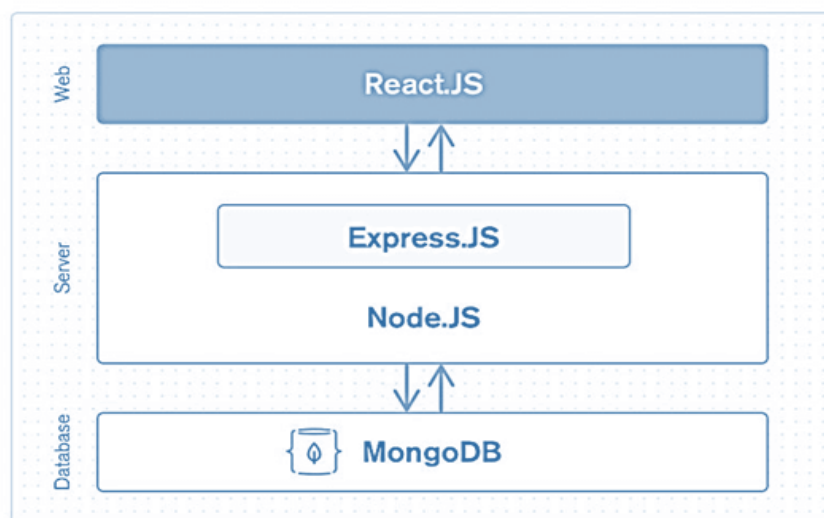 Web
React.JS
Server
Express.JS
Node.JS
Database
MongoDB